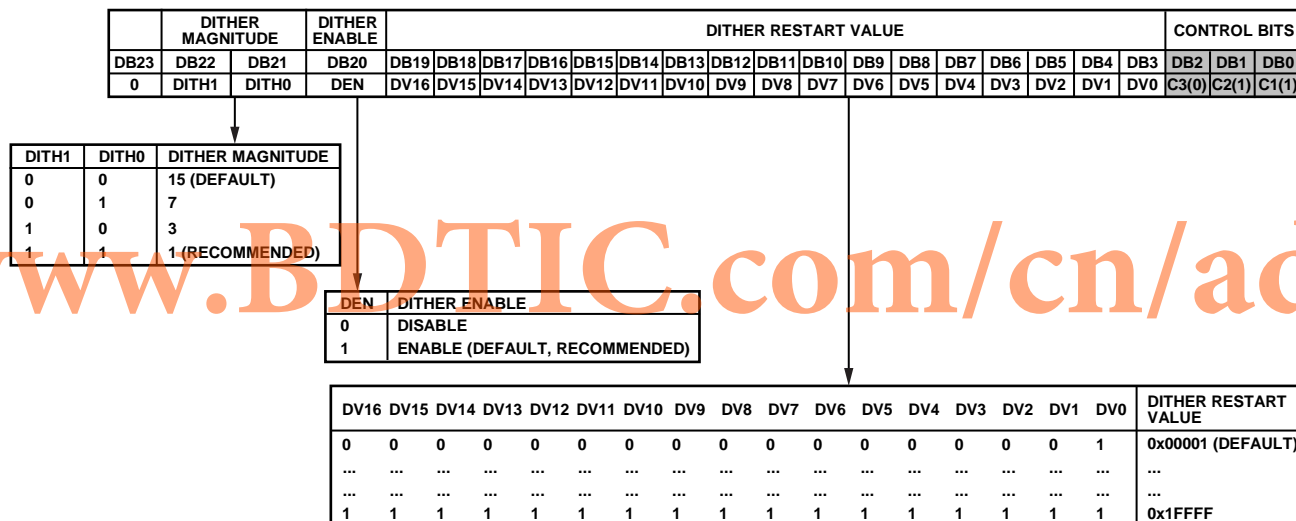 DITHER MAGNITUDE DITHER ENABLE DITHER RESTART VALUE CONTROL BITS
DB23 DB22 DB21 DB20 DB19 DB18 DB17 DB16 DB15 DB14 DB13 DB12 DB11 DB10 DB9 DB8 DB7 DB6 DB5 DB4 DB3 DB2 DB1 DB0
0 DITH1 DITH0 DEN DV16 DV15 DV14 DV13 DV12 DV11 DV10 DV9 DV8 DV7 DV6 DV5 DV4 DV3 DV2 DV1 DV0 C3(0) C2(1) C1(1)
DITH1 DITH0 DITHER MAGNITUDE
0 0 15 (DEFAULT)
0 1 7
1 0 3
1 1 1 (RECOMMENDED)
www.BDTIC.com/cn/ad
DEN DITHER ENABLE
0 DISABLE
1 ENABLE (DEFAULT, RECOMMENDED)
DV16 DV15 DV14 DV13 DV12 DV11 DV10 DV9 DV8 DV7 DV6 DV5 DV4 DV3 DV2 DV1 DV0 DITHER RESTART VALUE
0 0 0 0 0 0 0 0 0 0 0 0 0 0 0 0 1 0x00001 (DEFAULT)
... ... ... ... ... ... ... ... ... ... ... ... ... ... ... ... ... ...
... ... ... ... ... ... ... ... ... ... ... ... ... ... ... ... ... ...
1 1 1 1 1 1 1 1 1 1 1 1 1 1 1 1 1 0x1FFFF